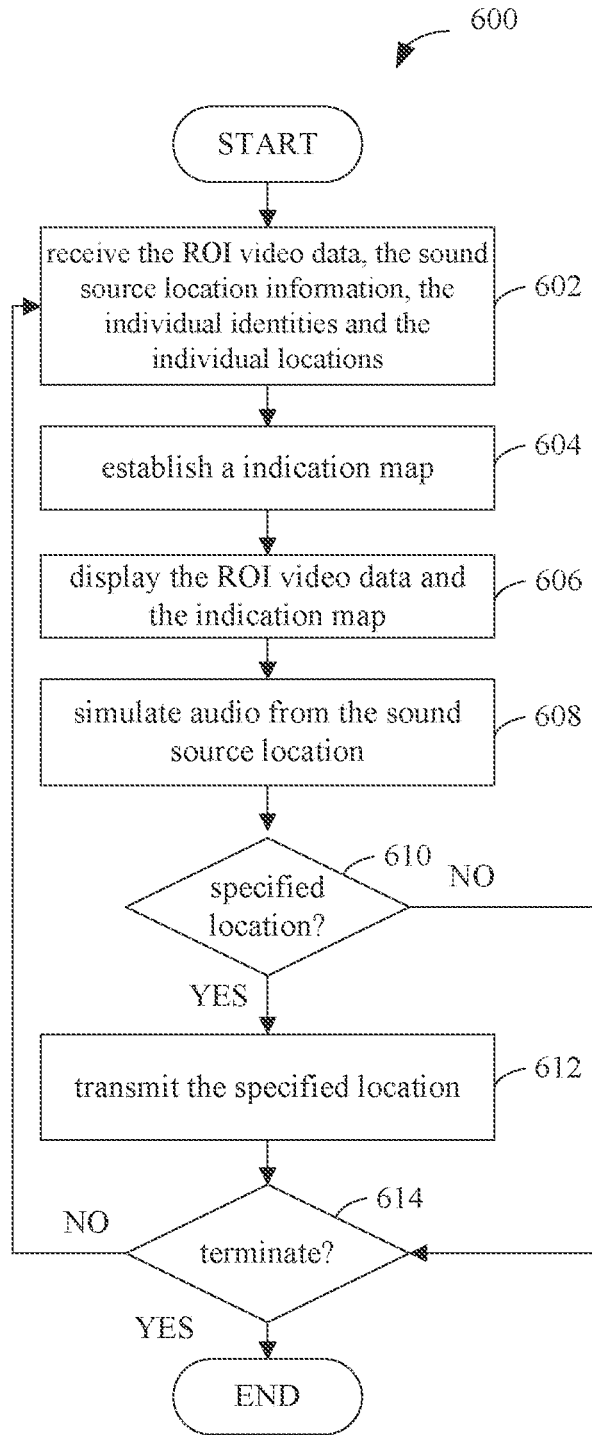 600
START
receive the ROI video data, the sound
source location information, the
individual identities and the
individual locations
602
establish a indication map
604
display the ROI video data and
the indication map
606
simulate audio from the sound
source location
608
specified
location?
610
NO
YES
transmit the specified location
612
terminate?
614
NO
YES
END